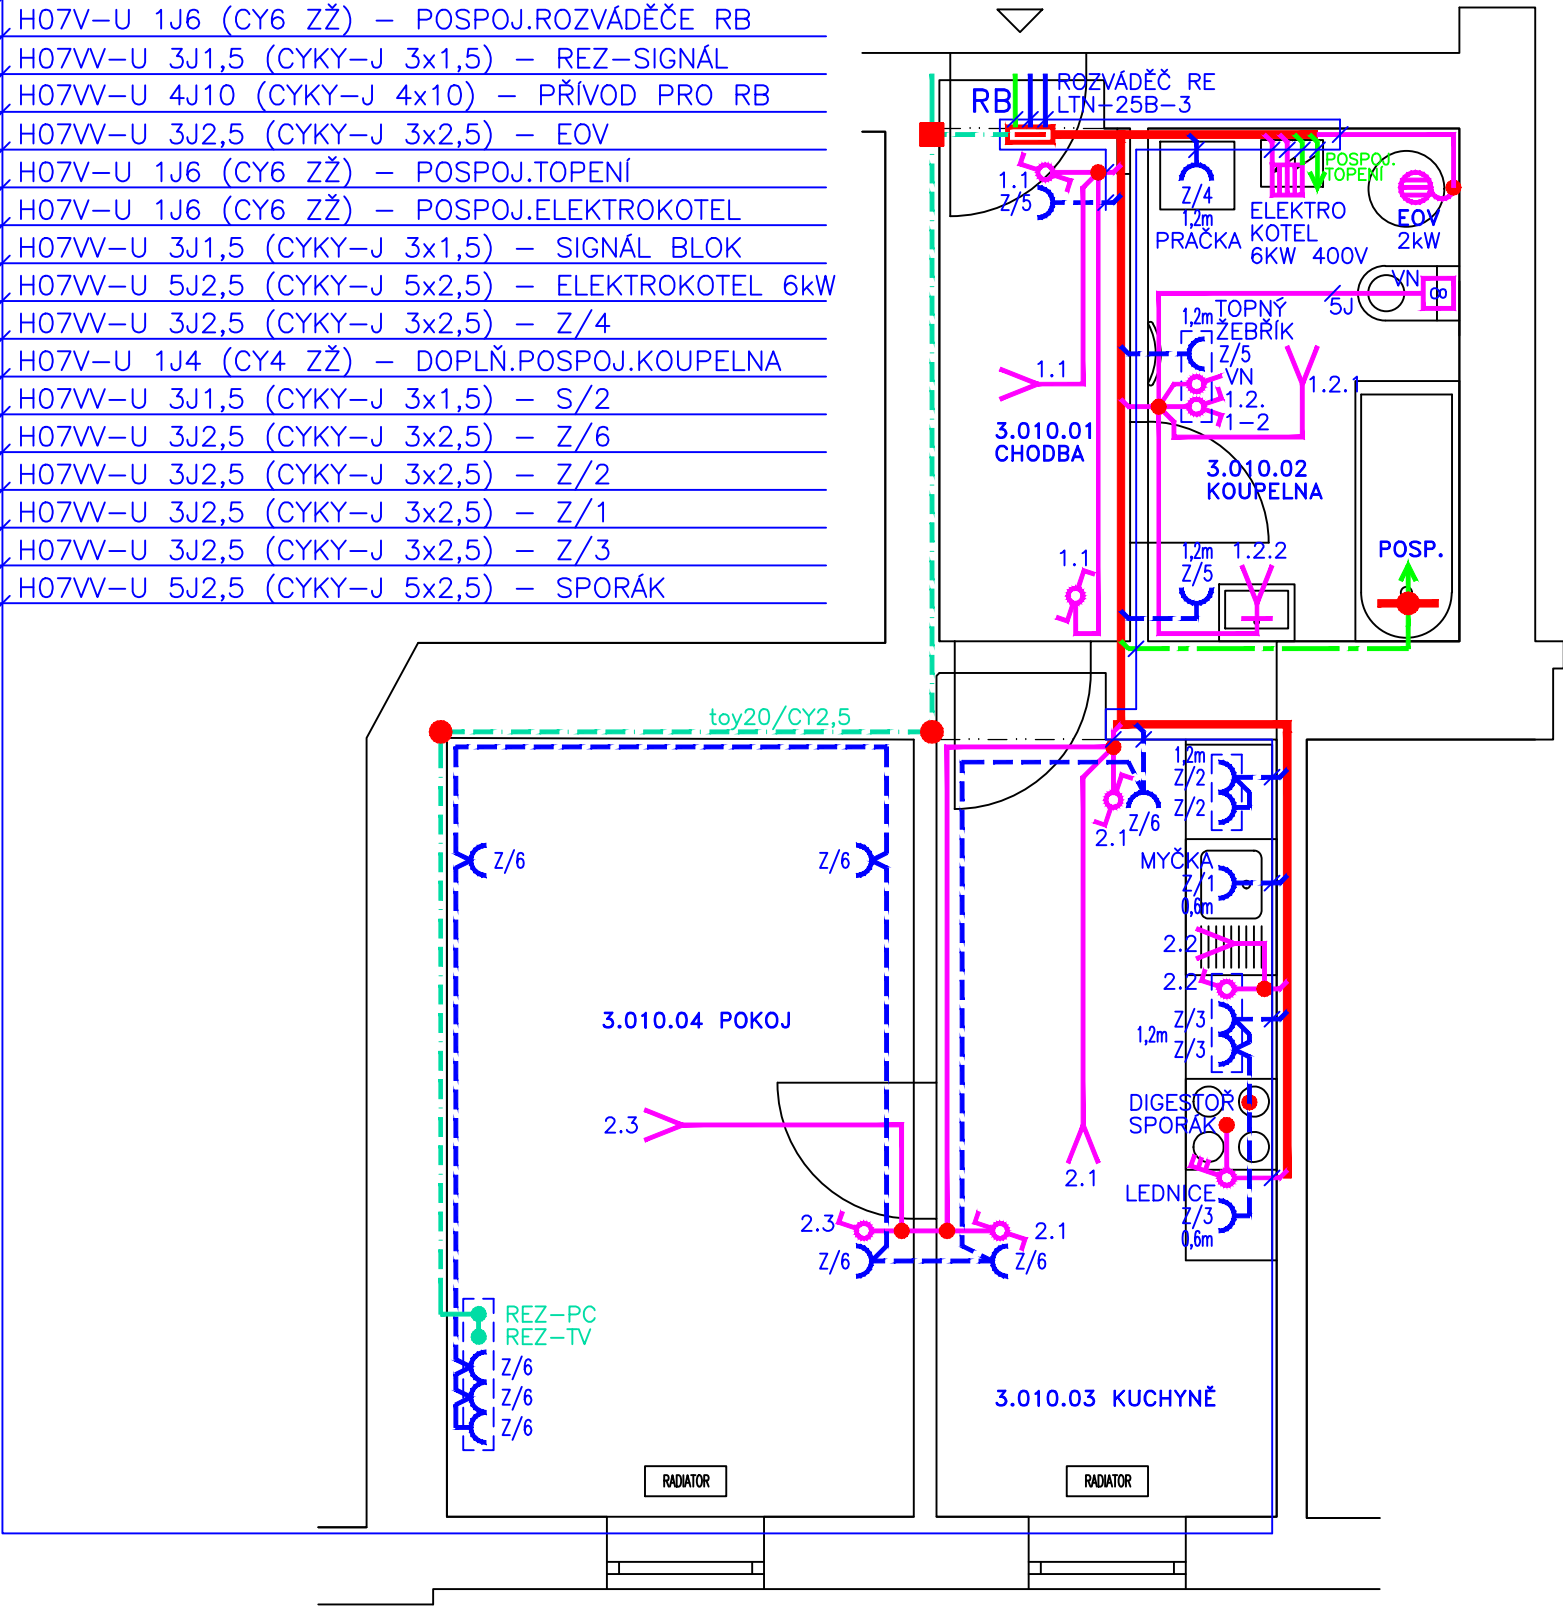 H07V-U 1J6 (CY6 ZŽ) - POSPOJ.ROZVÁDĚČE RB
H07VV-U 3J1,5 (CYKY-J 3x1,5) - REZ-SIGNÁL
H07VV-U 4J10 (CYKY-J 4x10) - PŘÍVOD PRO RB
H07VV-U 3J2,5 (CYKY-J 3x2,5) - EOV
H07V-U 1J6 (CY6 ZŽ) - POSPOJ.TOPENÍ
H07V-U 1J6 (CY6 ZŽ) - POSPOJ.ELEKTROKOTEL
H07VV-U 3J1,5 (CYKY-J 3x1,5) - SIGNÁL BLOK
H07VV-U 5J2,5 (CYKY-J 5x2,5) - ELEKTROKOTEL 6kW
H07VV-U 3J2,5 (CYKY-J 3x2,5) - Z/4
H07V-U 1J4 (CY4 ZŽ) - DOPLŇ.POSPOJ.KOUPELNA
H07VV-U 3J1,5 (CYKY-J 3x1,5) - S/2
H07VV-U 3J2,5 (CYKY-J 3x2,5) - Z/6
H07VV-U 3J2,5 (CYKY-J 3x2,5) - Z/2
H07VV-U 3J2,5 (CYKY-J 3x2,5) - Z/1
H07VV-U 3J2,5 (CYKY-J 3x2,5) - Z/3
H07VV-U 5J2,5 (CYKY-J 5x2,5) - SPORÁK
RB
ROZVÁDĚČ RE
LTN-25B-3
1.1
Z/5
Z/4
1,2m
PRAČKA
ELEKTRO
KOTEL
6KW 400V
POSPOJ.
TOPENÍ
EOV
2kW
VN
5J
TOPNÝ
ŽEBŘÍK
1,2m
Z/5
VN
1.2.
1-2
1.2.1
1.1
3.010.01
CHODBA
3.010.02
KOUPELNA
1.1
1,2m
Z/5
1.2.2
POSP.
toy20/CY2,5
1,2m
Z/2
Z/2
2.1
Z/6
Z/6
Z/6
MYČKA
Z/1
0,6m
2.2
2.2
Z/3
1,2m
Z/3
3.010.04 POKOJ
DIGESTOŘ
SPORÁK
2.3
2.1
LEDNICE
Z/3
0,6m
2.3
2.1
Z/6
Z/6
REZ-PC
REZ-TV
Z/6
Z/6
Z/6
3.010.03 KUCHYNĚ
RADIATOR
RADIATOR